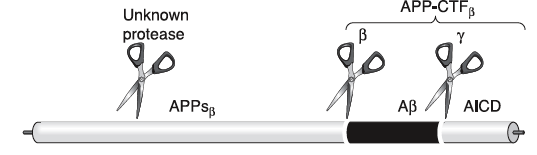 APP-CTFβ
Unknown
protease
β
γ
APPsβ
Aβ
AICD